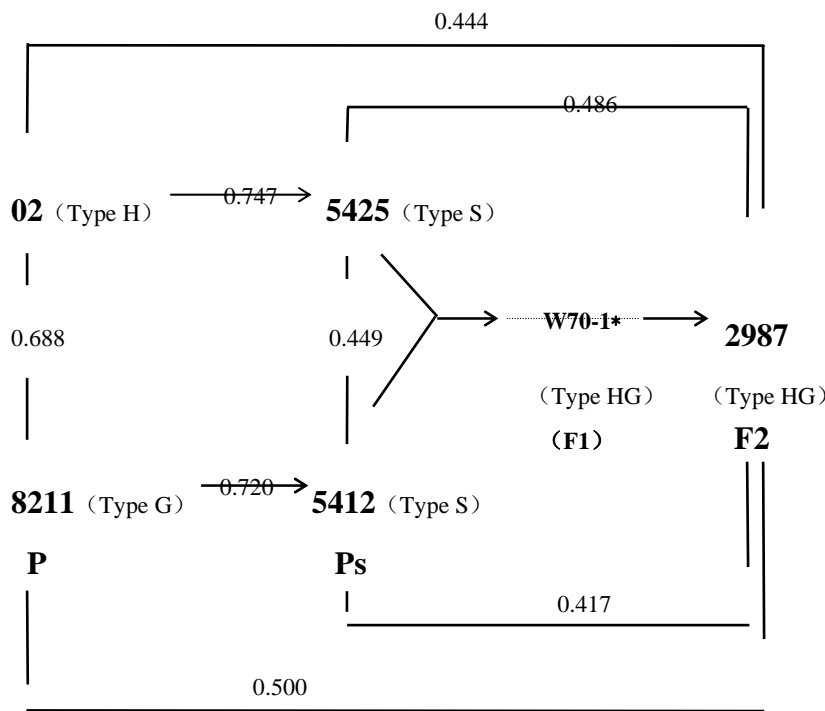 0.444
0.486
02（Type H） 0.747 5425（Type S）
W70-1*
0.688 0.449 2987
（Type HG） （Type HG）
（F1） F2
8211（Type G） 0.720 5412（Type S）
P Ps
0.417
0.500